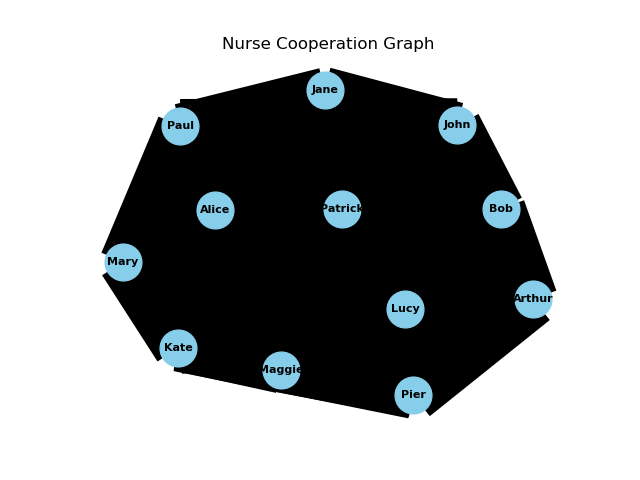 Nurse Cooperation Graph
Jane
Paul
John
Alice
Patrick
Bob
Mary
Arthur
Lucy
Kate
Maggie
Pier